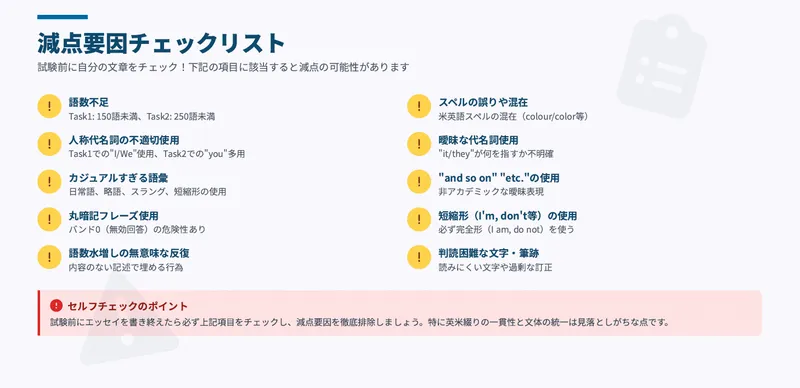 減点要因チェックリスト
試験前に自分の文章をチェック！下記の項目に該当すると減点の可能性があります
語数不足
Task1: 150語未満、Task2: 250語未満
人称代名詞の不適切使用
Task1での"I/We"使用、Task2での"you"多用
カジュアルすぎる語彙
日常語、略語、スラング、短縮形の使用
丸暗記フレーズ使用
バンド0（無効回答）の危険性あり
語数水増しの無意味な反復
内容のない記述で埋める行為
スペルの誤りや混在
米英語スペルの混在（colour/color等）
曖昧な代名詞使用
"it/they"が何を指すか不明確
"and so on" "etc."の使用
非アカデミックな曖昧表現
短縮形（I'm, don't等）の使用
必ず完全形（I am, do not）を使う
判読困難な文字・筆跡
読みにくい文字や過剰な訂正
セルフチェックのポイント
試験前にエッセイを書き終えたら必ず上記項目をチェックし、減点要因を徹底排除しましょう。特に英米綴りの一貫性と文体の統一は見落としがちな点です。